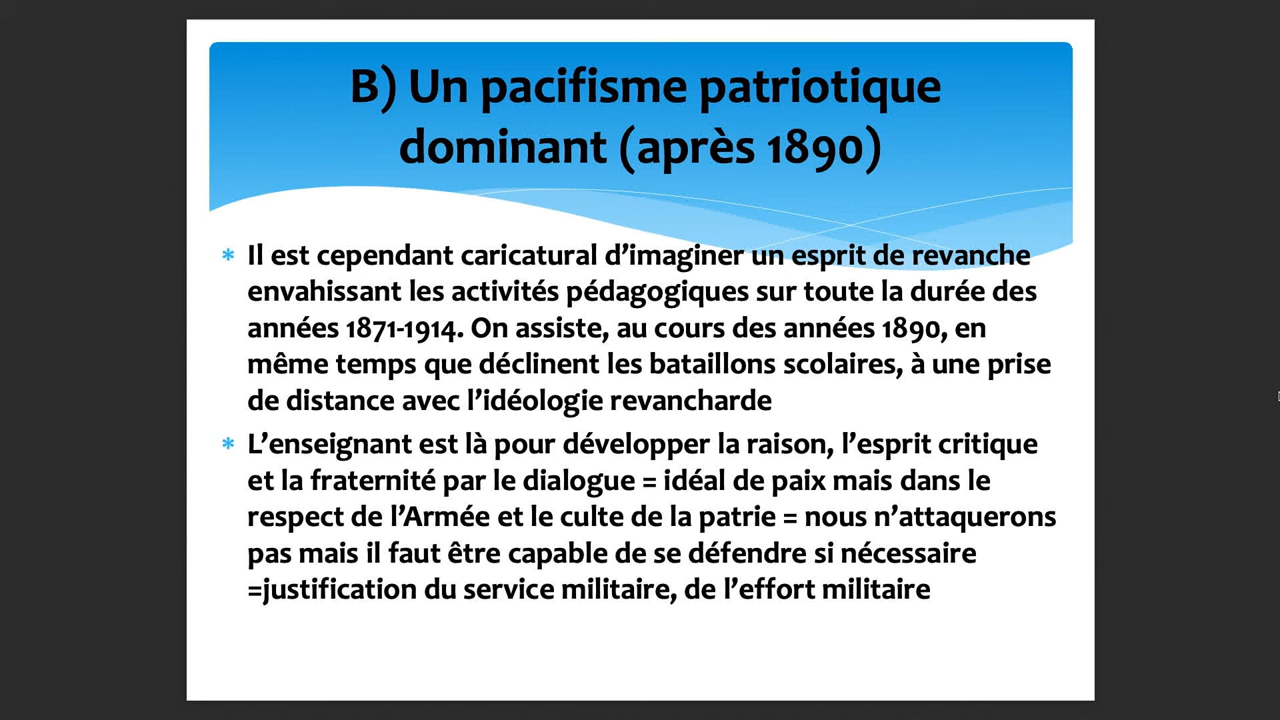 B) Un pacifisme patriotique
dominant (après 1890)
* Il est cependant caricatural d’imaginer un esprit de revanche
envahissant les activités pédagogiques sur toute la durée des
années 1871-1914. On assiste, au cours des années 1890, en
même temps que déclinent les bataillons scolaires, à une prise
de distance avec l’idéologie revancharde
* L’enseignant est là pour développer la raison, l’esprit critique
et la fraternité par le dialogue = idéal de paix mais dans le
respect de l’Armée et le culte de la patrie = nous n’attaquerons
pas mais il faut être capable de se défendre si nécessaire
=justification du service militaire, de l’effort militaire